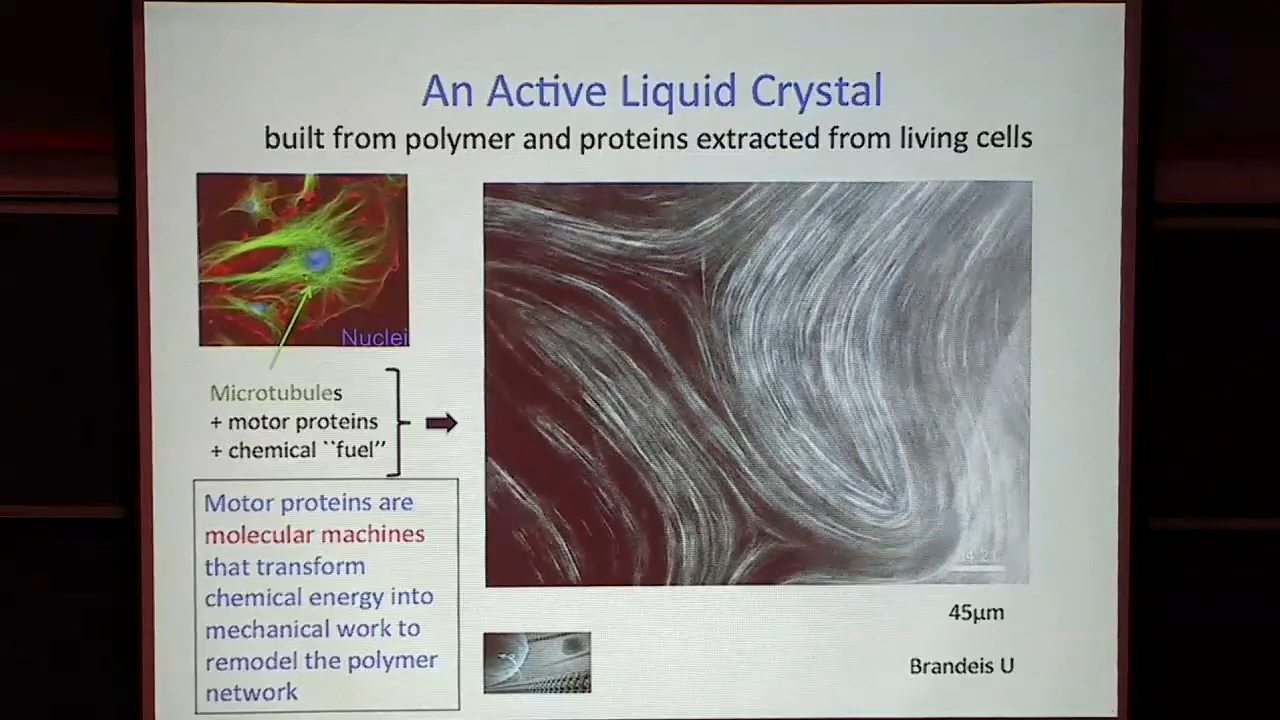 An Active Liquid Crystal
built from polymer and proteins extracted from living cells
Nuclei
Microtubules
+ motor proteins
+ chemical ``fuel”
Motor proteins are
molecular machines
that transform
chemical energy into
mechanical work to
remodel the polymer
network
45μm
Brandeis U